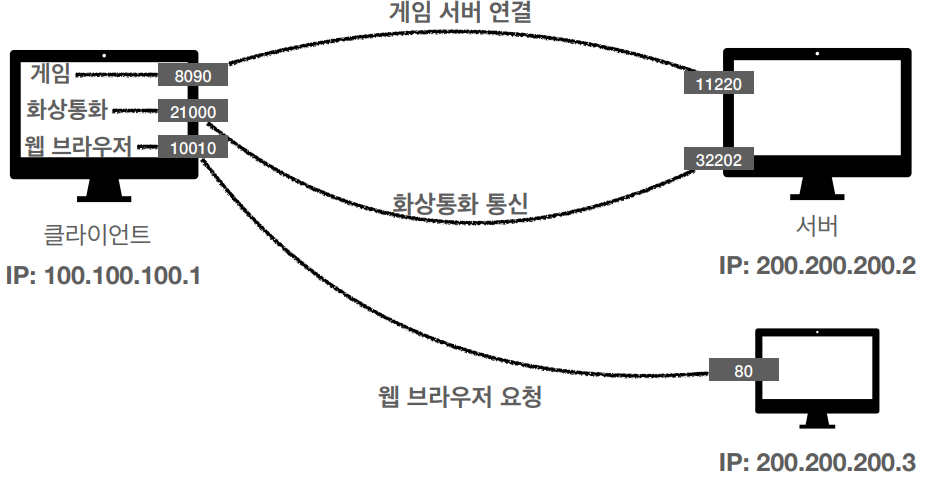 게임 서버 연결
게임
8090
11220
화상통화
21000
웹 브라우저
10010
32202
화상통화 통신
클라이언트
서버
IP: 100.100.100.1
IP: 200.200.200.2
80
웹 브라우저 요청
IP: 200.200.200.3